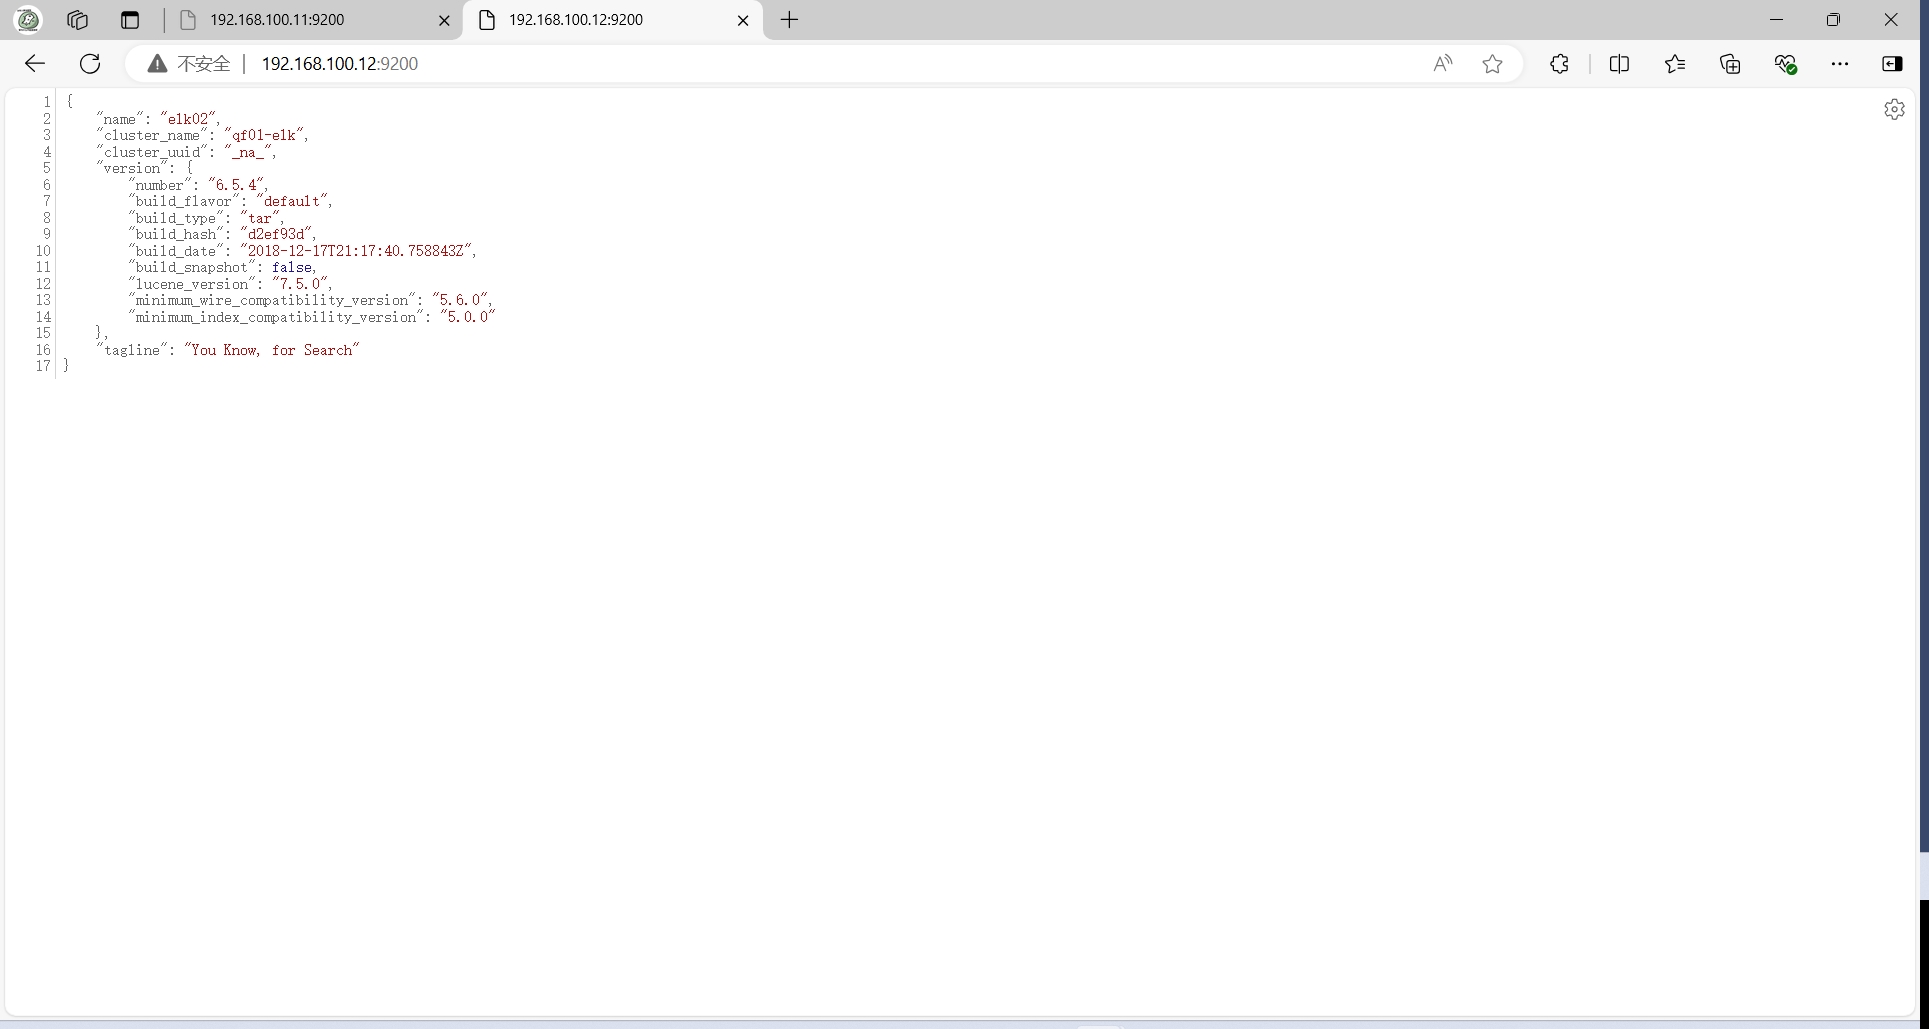 192.168.100.11:9200
192.168.100.12:9200
不安全 192.168.100.12:9200
1 {
2 "name": "elk02",
3 "cluster_name": "qf01-elk",
4 "cluster_uuid": "_na_",
5 "version": {
6 "number": "6.5.4",
7 "build_flavor": "default",
8 "build_type": "tar",
9 "build_hash": "d2ef93d",
10 "build_date": "2018-12-17T21:17:40.758843Z",
11 "build_snapshot": false,
12 "lucene_version": "7.5.0",
13 "minimum_wire_compatibility_version": "5.6.0",
14 "minimum_index_compatibility_version": "5.0.0"
15 },
16 "tagline": "You Know, for Search"
17 }